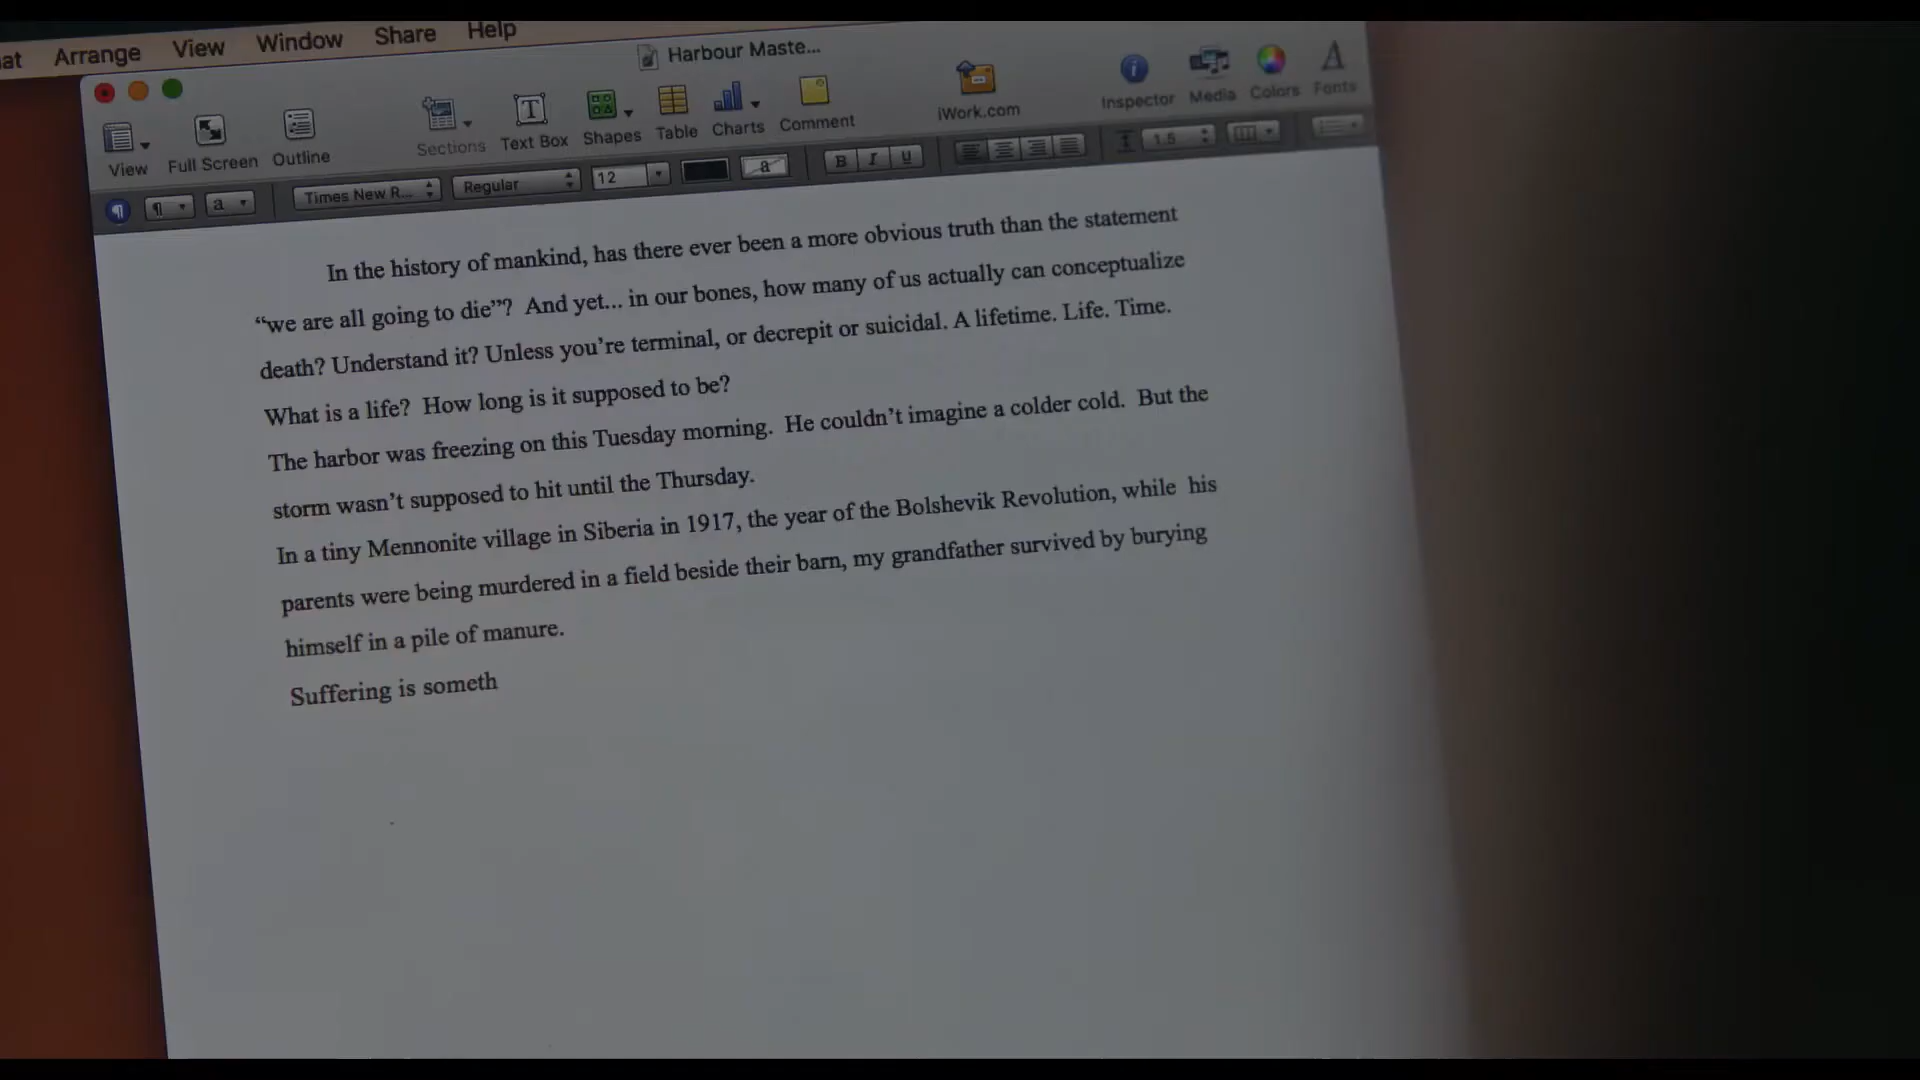 Arrange View Window Share Help
Harbour Maste...
View Full Screen Outline Sections Text Box Shapes Table Charts Comment iWork.com Inspector Media Colors Fonts
a Times New R... Regular 12 a B I U 1.5
In the history of mankind, has there ever been a more obvious truth than the statement
“we are all going to die”?  And yet... in our bones, how many of us actually can conceptualize
death? Understand it? Unless you’re terminal, or decrepit or suicidal. A lifetime. Life. Time.
What is a life?  How long is it supposed to be?
The harbor was freezing on this Tuesday morning.  He couldn’t imagine a colder cold.  But the
storm wasn’t supposed to hit until the Thursday.
In a tiny Mennonite village in Siberia in 1917, the year of the Bolshevik Revolution, while  his
parents were being murdered in a field beside their barn, my grandfather survived by burying
himself in a pile of manure.
Suffering is someth